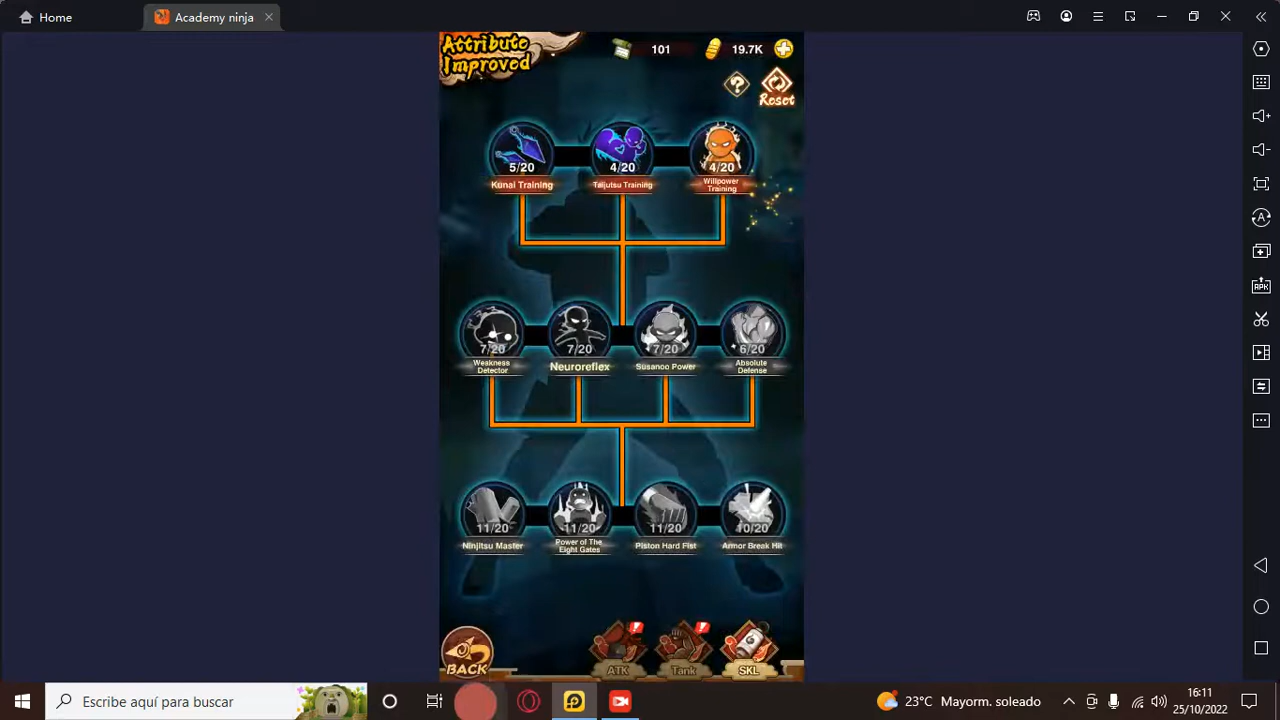 Home
Academy ninja
Attribute
Improved
101
19.7K
?
Reset
5/20
4/20
4/20
Kunai Training
Taijutsu Training
Willpower
Training
7/20
7/20
7/20
6/20
Weakness
Detector
Neuroreflex
Susanoo Power
Absolute
Defense
11/20
11/20
11/20
10/20
Ninjitsu Master
Power of The
Eight Gates
Piston Hard Fist
Armor Break Hit
BACK
ATK
Tank
SKL
Escribe aquí para buscar
23°C Mayorm. soleado
16:11
25/10/2022
APK